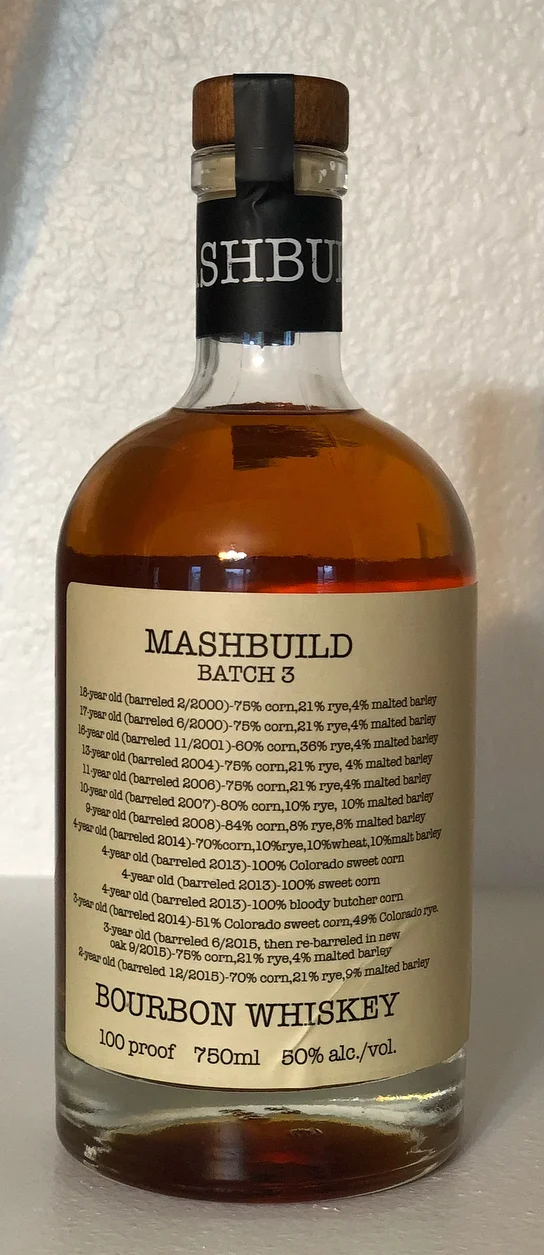 ASHBUI
MASHBUILD
BATCH 3
18-year old (barreled 2/2000)-75% corn,21% rye,4% malted barley
17-year old (barreled 6/2000)-75% corn,21% rye,4% malted barley
16-year old (barreled 11/2001)-60% corn,36% rye,4% malted barley
13-year old (barreled 2004)-75% corn,21% rye, 4% malted barley
11-year old (barreled 2006)-75% corn,21% rye,4% malted barley
10-year old (barreled 2007)-80% corn,10% rye, 10% malted barley
9-year old (barreled 2008)-84% corn,8% rye,8% malted barley
4-year old (barreled 2014)-70%corn,10%rye,10%wheat,10%malt barley
4-year old (barreled 2013)-100% Colorado sweet corn
4-year old (barreled 2013)-100% sweet corn
4-year old (barreled 2013)-100% bloody butcher corn
3-year old (barreled 2014)-51% Colorado sweet corn,49% Colorado rye.
3-year old (barreled 6/2015, then re-barreled in new
oak 9/2015)-75% corn,21% rye,4% malted barley
2-year old (barreled 12/2015)-70% corn,21% rye,9% malted barley
BOURBON WHISKEY
100 proof 750ml 50% alc./vol.